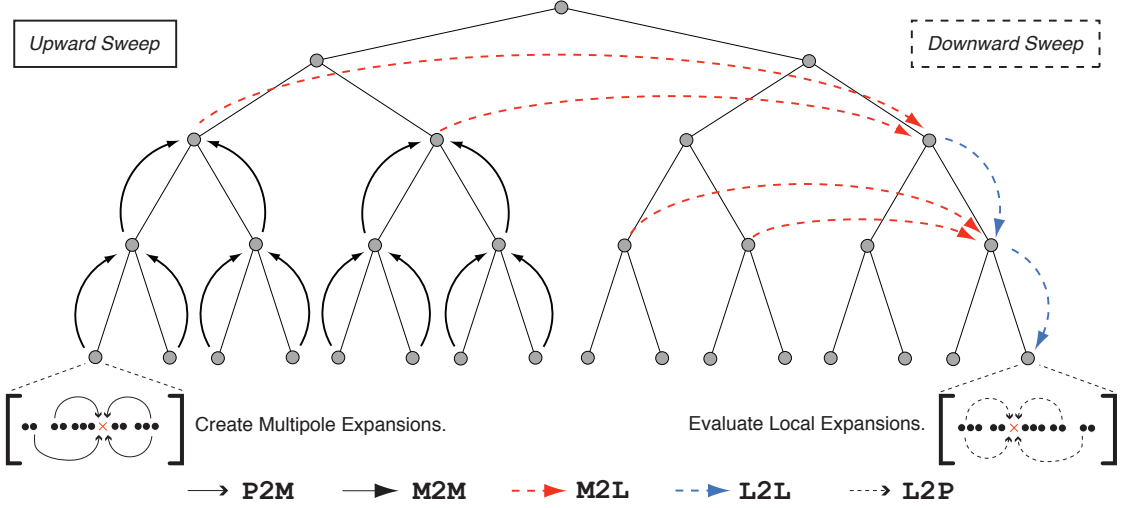 Upward Sweep
Downward Sweep
Create Multipole Expansions.
Evaluate Local Expansions.
P2M M2M M2L L2L L2P